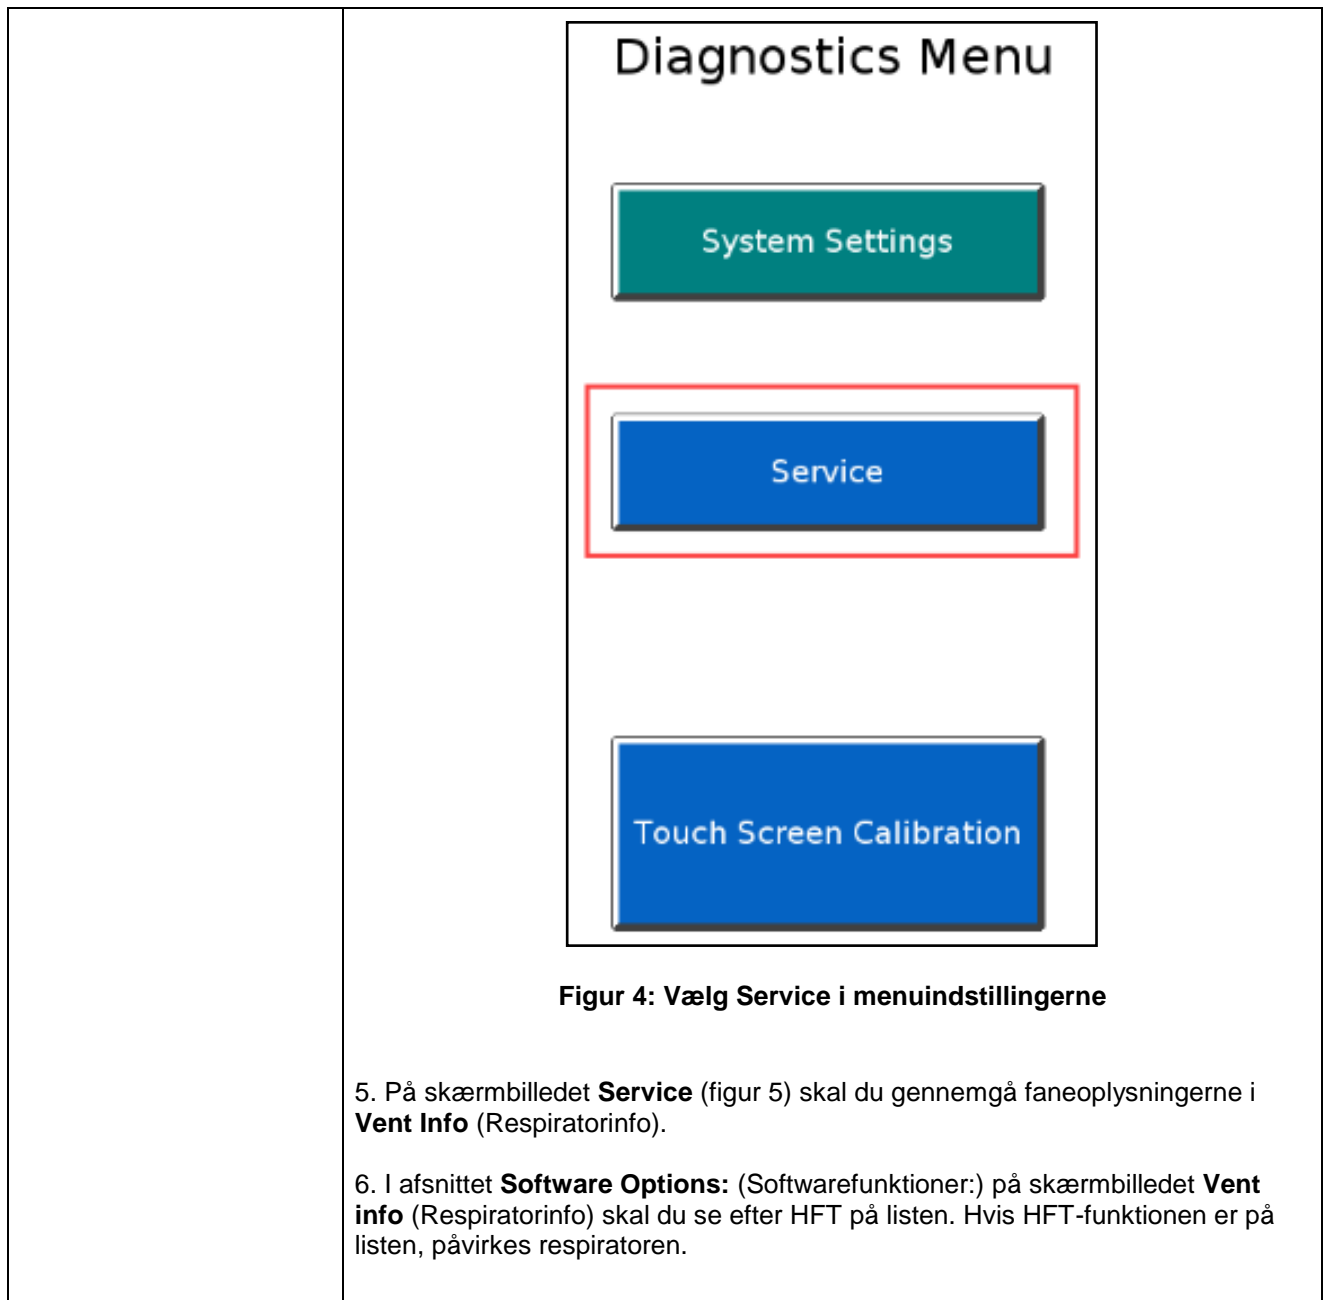 Diagnostics Menu
System Settings
Service
Touch Screen Calibration
Figur 4: Vælg Service i menuindstillingerne
5. På skærmbilledet Service (figur 5) skal du gennemgå faneoplysningerne i
Vent Info (Respiratorinfo).
6. I afsnittet Software Options: (Softwarefunktioner:) på skærmbilledet Vent
info (Respiratorinfo) skal du se efter HFT på listen. Hvis HFT-funktionen er på
listen, påvirkes respiratoren.